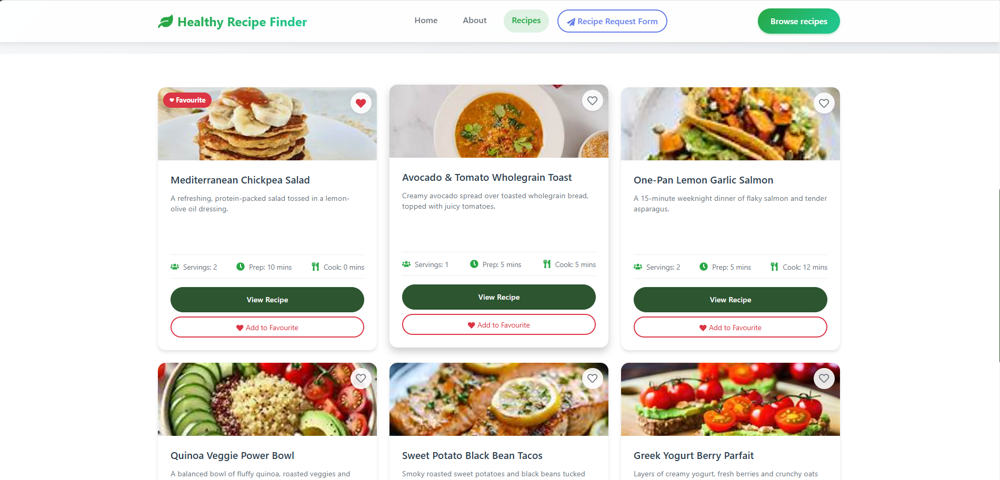 Healthy Recipe Finder
Home
About
Recipes
Recipe Request Form
Browse recipes
Favourite
Mediterranean Chickpea Salad
A refreshing, protein-packed salad tossed in a lemon-
olive oil dressing.
Servings: 2
Prep: 10 mins
Cook: 0 mins
View Recipe
Add to Favourite
Avocado & Tomato Wholegrain Toast
Creamy avocado spread over toasted wholegrain bread,
topped with juicy tomatoes.
Servings: 1
Prep: 5 mins
Cook: 5 mins
View Recipe
Add to Favourite
One-Pan Lemon Garlic Salmon
A 15-minute weeknight dinner of flaky salmon and tender
asparagus.
Servings: 2
Prep: 5 mins
Cook: 12 mins
View Recipe
Add to Favourite
Quinoa Veggie Power Bowl
A balanced bowl of fluffy quinoa, roasted veggies and
Sweet Potato Black Bean Tacos
Smoky roasted sweet potatoes and black beans tucked
Greek Yogurt Berry Parfait
Layers of creamy yogurt, fresh berries and crunchy oats